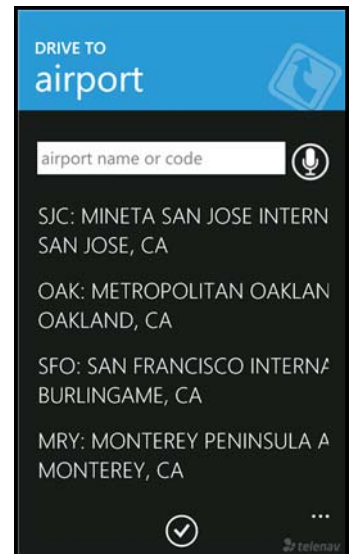 DRIVE TO
airport
airport name or code
SJC: MINETA SAN JOSE INTERN
SAN JOSE, CA
OAK: METROPOLITAN OAKLAN
OAKLAND, CA
SFO: SAN FRANCISCO INTERNA
BURLINGAME, CA
MRY: MONTEREY PENINSULA A
MONTEREY, CA
...
telenav